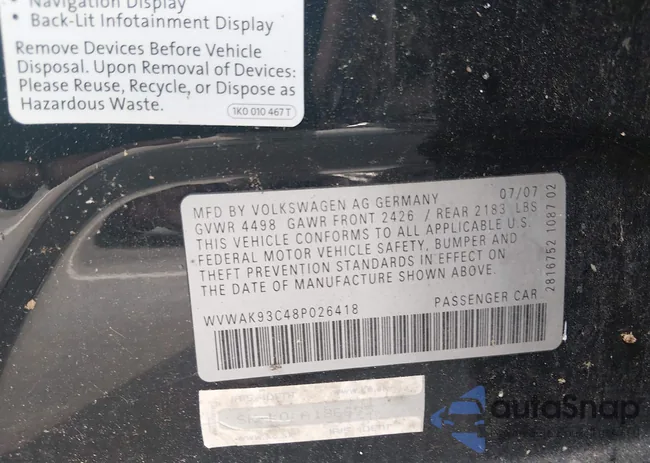 Navigation Display
• Back-Lit Infotainment Display
Remove Devices Before Vehicle
Disposal. Upon Removal of Devices:
Please Reuse, Recycle, or Dispose as
Hazardous Waste.
1K0 010 467 T
MFD BY VOLKSWAGEN AG GERMANY 07/07
GVWR 4498 GAWR FRONT 2426 / REAR 2183 LBS
THIS VEHICLE CONFORMS TO ALL APPLICABLE U.S.
FEDERAL MOTOR VEHICLE SAFETY, BUMPER AND
THEFT PREVENTION STANDARDS IN EFFECT ON
THE DATE OF MANUFACTURE SHOWN ABOVE.
WVWAK93C48P026418 PASSENGER CAR
2816752 1087 02
autoSnap